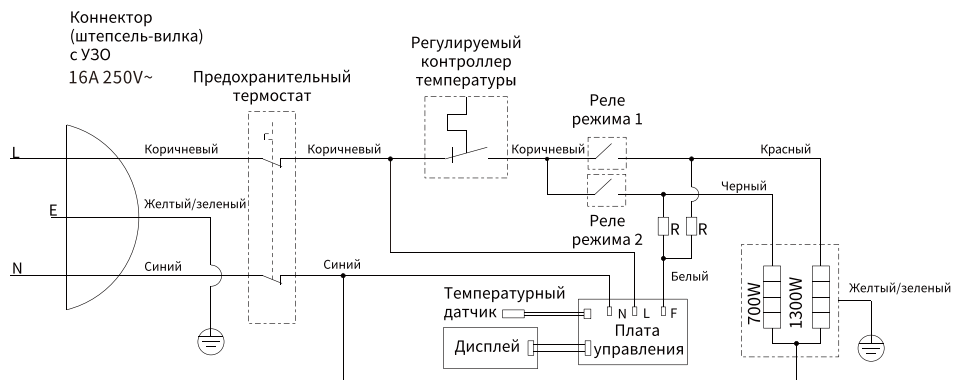 Коннектор
(штепсель-вилка)
с УЗО
16A 250V~
Предохранительный
термостат
Регулируемый
контроллер
температуры
Реле
режима 1
L
Коричневый
Коричневый
Коричневый
Красный
Черный
E
Желтый/зеленый
Реле
режима 2
R
R
N
Синий
Синий
Белый
Температурный
датчик
N
L
F
Плата
управления
Дисплей
700W
1300W
Желтый/зеленый